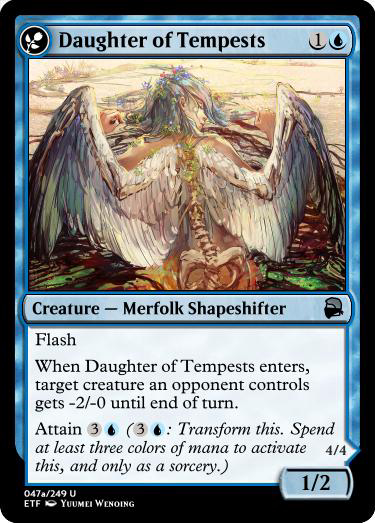 Daughter of Tempests 1
Creature — Merfolk Shapeshifter
Flash
When Daughter of Tempests enters,
target creature an opponent controls
gets -2/-0 until end of turn.
Attain 3 (3: Transform this. Spend
at least three colors of mana to activate
this, and only as a sorcery.)
4/4
1/2
047a/249 U
ETF Yuumei Wenoing